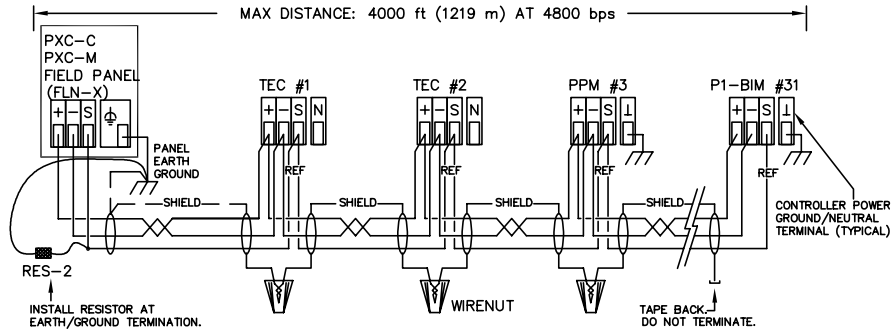 MAX DISTANCE: 4000 ft (1219 m) AT 4800 bps
PXC-C
PXC-M
FIELD PANEL
(FLN-X)
+ - S
TEC #1
+ - S N
TEC #2
+ - S N
PPM #3
+ - S
P1-BIM #31
+ - S
PANEL
EARTH
GROUND
REF
REF
REF
REF
SHIELD
SHIELD
SHIELD
SHIELD
CONTROLLER POWER
GROUND/NEUTRAL
TERMINAL (TYPICAL)
RES-2
INSTALL RESISTOR AT
EARTH/GROUND TERMINATION.
WIRENUT
TAPE BACK.
DO NOT TERMINATE.